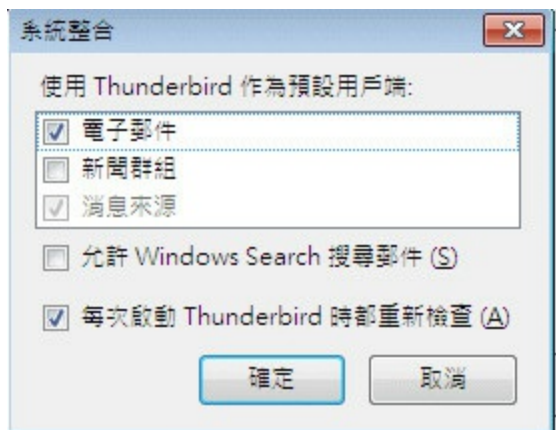 系統整合
使用 Thunderbird 作為預設用戶端:
電子郵件
新聞群組
消息來源
允許 Windows Search 搜尋郵件 (S)
每次啟動 Thunderbird 時都重新檢查 (A)
確定
取消